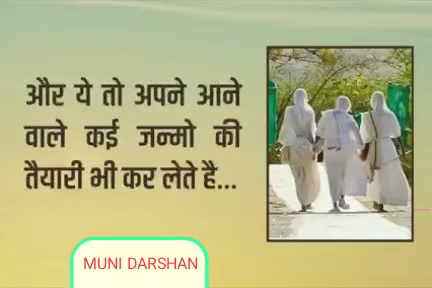 और ये तो अपने आने
वाले कई जन्मो की
तैयारी भी कर लेते है...
MUNI DARSHAN